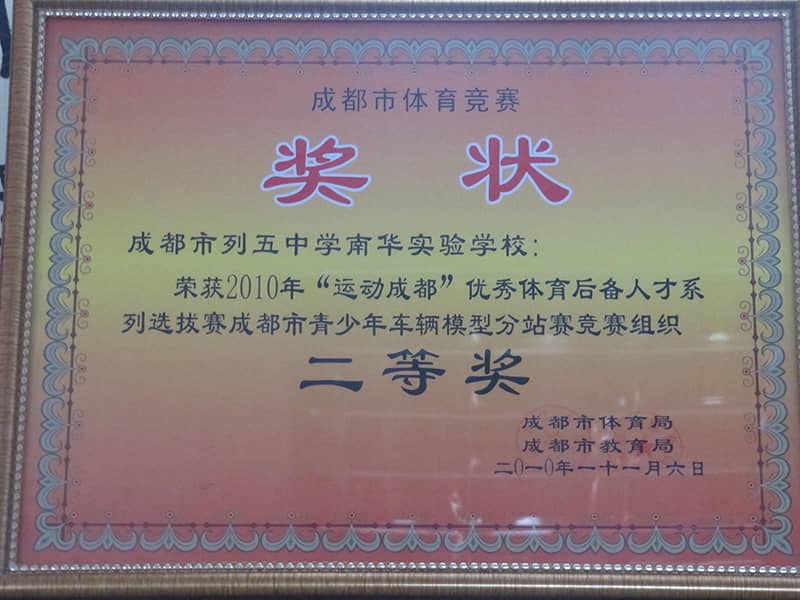 成都市体育竞赛
奖状
成都市列五中学南华实验学校:
荣获2010年“运动成都”优秀体育后备人才系
列选拔赛成都市青少年车辆模型分站赛竞赛组织
二等奖
成都市体育局
成都市教育局
二〇一〇年一十一月六日